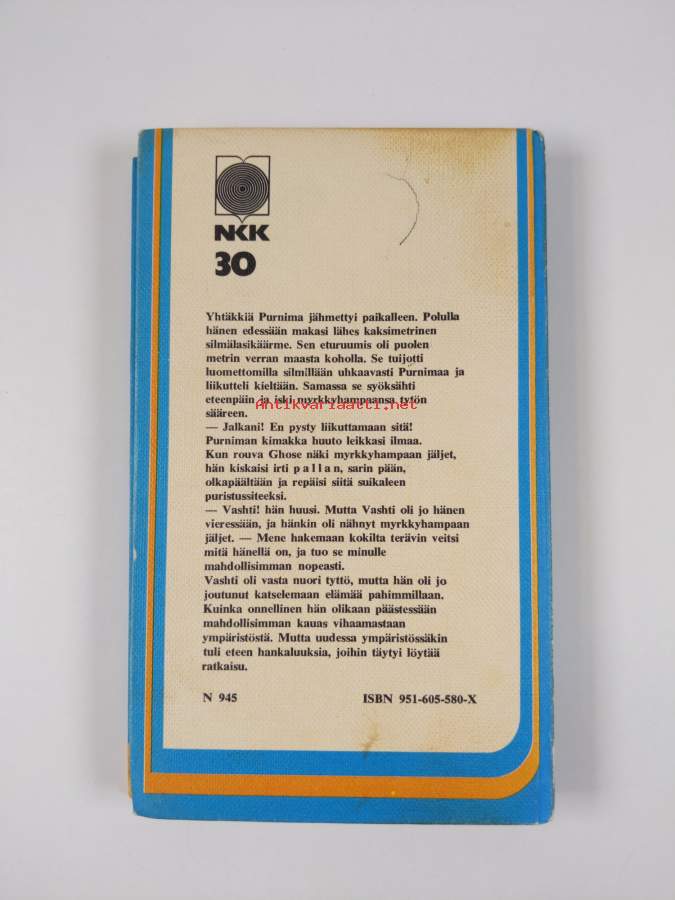 NKK
30
Yhtäkkiä Purnima jähmettyi paikalleen. Polulla
hänen edessään makasi lähes kaksimetrinen
silmälasikäärme. Sen eturuumis oli puolen
metrin verran maasta koholla. Se tuijotti
luomettomilla silmillään uhkaavasti Purnimaa ja
liikutteli kieltään. Samassa se syöksähti
eteenpäin ja iski myrkkyhampaansa tytön
Antikvariaatti.net
sääreen.
— Jalkani! En pysty liikuttamaan sitä!
Purniman kimakka huuto leikkasi ilmaa.
Kun rouva Ghose näki myrkkyhampaan jäljet,
hän kiskaisi irti pallan, sarin pään,
olkapäältään ja repäisi siitä suikaleen
puristussiteeksi.
— Vashti! hän huusi. Mutta Vashti oli jo hänen
vieressään, ja hänkin oli nähnyt myrkkyhampaan
jäljet. — Mene hakemaan kokilta terävin veitsi
mitä hänellä on, ja tuo se minulle
mahdollisimman nopeasti.
Vashti oli vasta nuori tyttö, mutta hän oli jo
joutunut katselemaan elämää pahimmillaan.
Kuinka onnellinen hän olikaan päästessään
mahdollisimman kauas vihaamastaan
ympäristöstä. Mutta uudessa ympäristössäkin
tuli eteen hankaluuksia, joihin täytyi löytää
ratkaisu.
N 945 ISBN 951-605-580-X